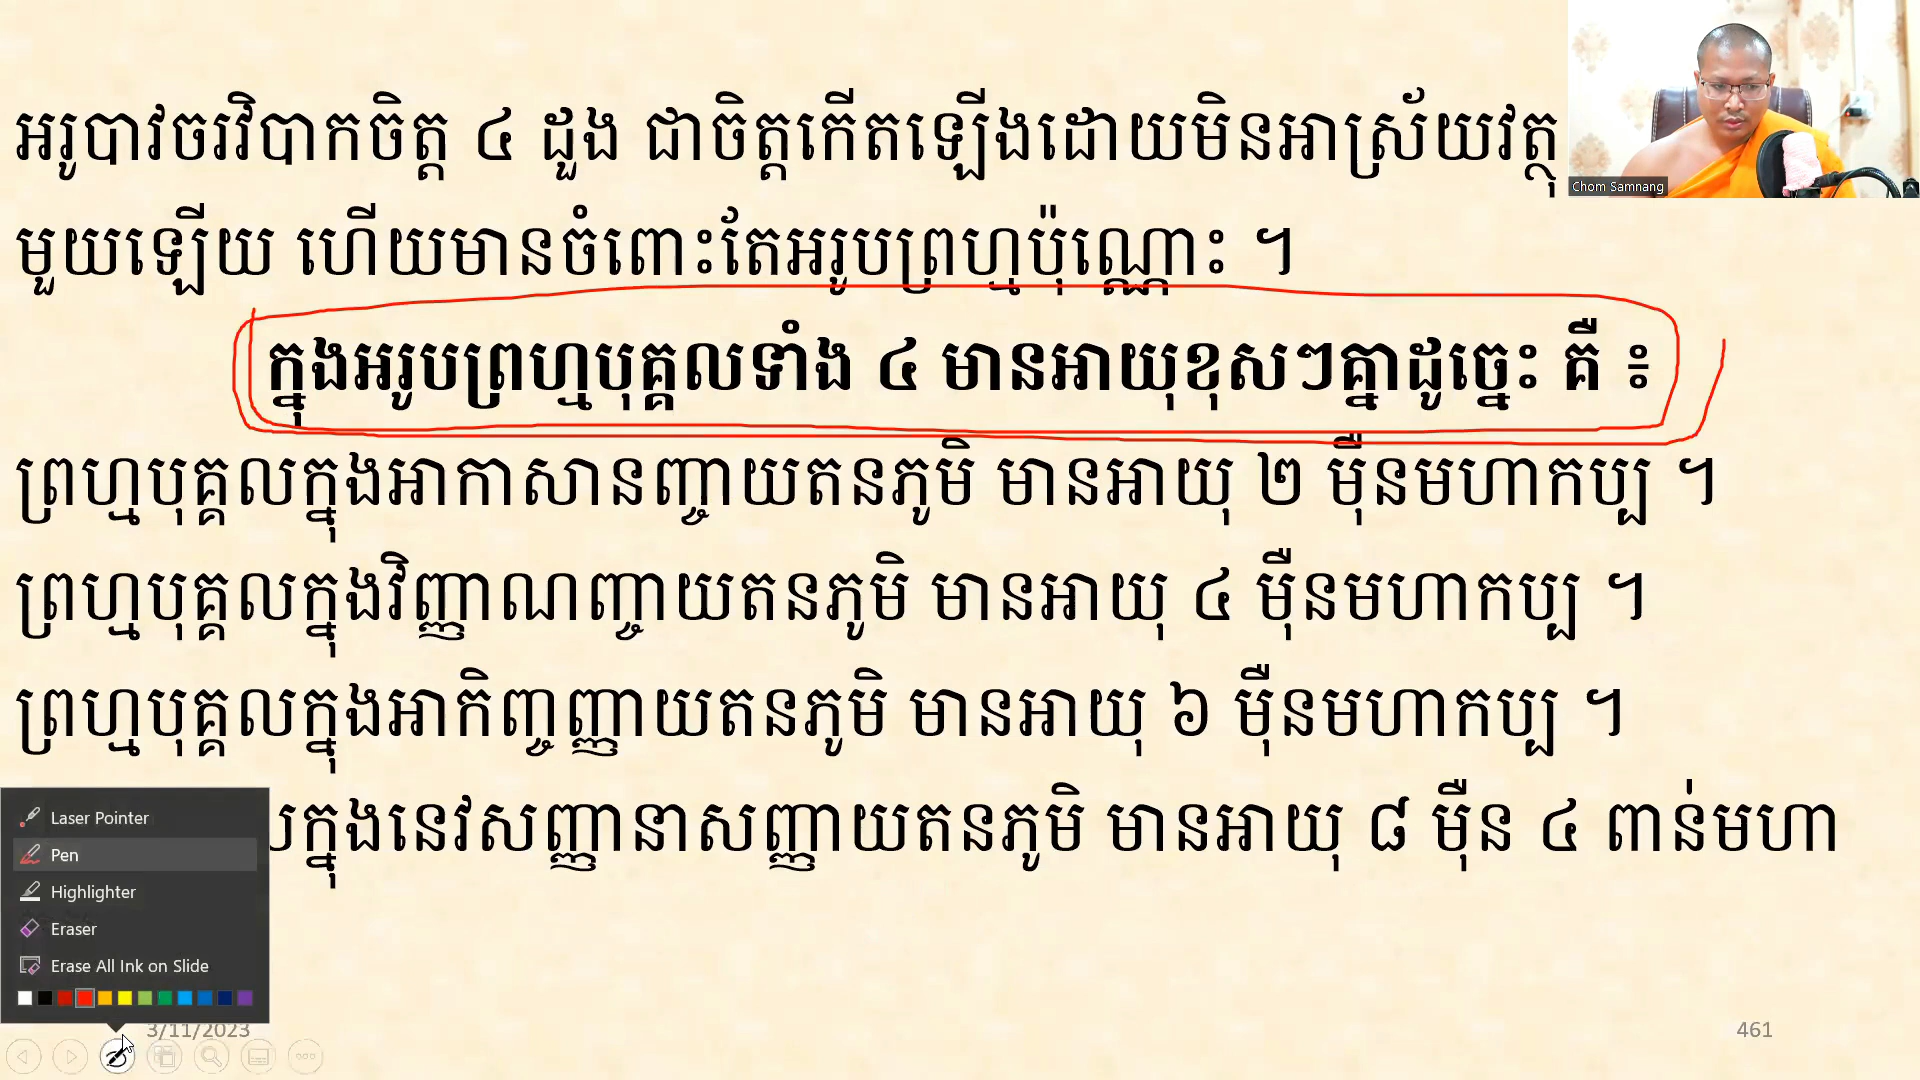 អរូបាវចរវិបាកចិត្ត ៤ ដួង ជាចិត្តកើតឡើងដោយមិនអាស្រ័យវត្ថុ
Chom Samnang
មួយឡើយ ហើយមានចំពោះតែអរូបព្រហ្មប៉ុណ្ណោះ ។
ក្នុងអរូបព្រហ្មបុគ្គលទាំង ៤ មានអាយុខុសៗគ្នាដូច្នេះ គឺ ៖
ព្រហ្មបុគ្គលក្នុងអាកាសានញ្ចាយតនភូមិ មានអាយុ ២ ម៉ឺនមហាកប្ប ។
ព្រហ្មបុគ្គលក្នុងវិញ្ញាណញ្ចាយតនភូមិ មានអាយុ ៤ ម៉ឺនមហាកប្ប ។
ព្រហ្មបុគ្គលក្នុងអាកិញ្ចញ្ញាយតនភូមិ មានអាយុ ៦ ម៉ឺនមហាកប្ប ។
ក្នុងនេវសញ្ញានាសញ្ញាយតនភូមិ មានអាយុ ៨ ម៉ឺន ៤ ពាន់មហា
Laser Pointer
Pen
Highlighter
Eraser
Erase All Ink on Slide
3/11/2023
461